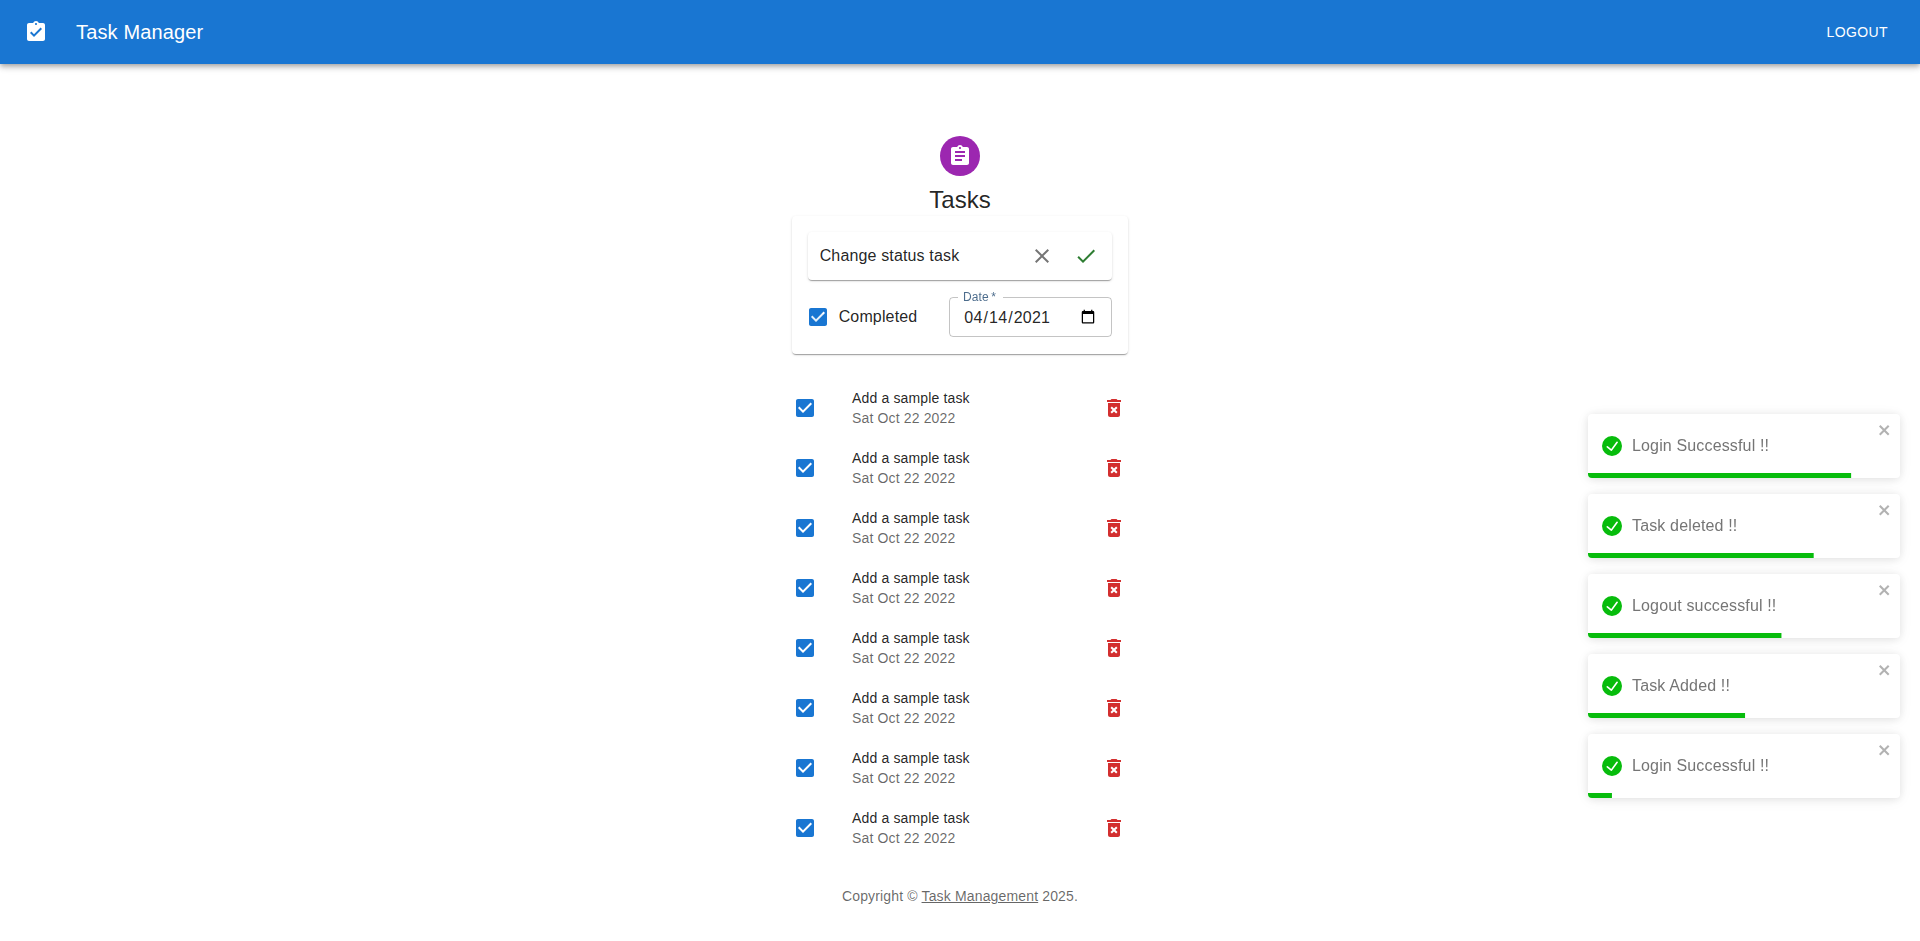 Task Manager
LOGOUT
Tasks
Change status task
Completed
Date *
04/14/2021
Add a sample task
Sat Oct 22 2022
Add a sample task
Sat Oct 22 2022
Add a sample task
Sat Oct 22 2022
Add a sample task
Sat Oct 22 2022
Add a sample task
Sat Oct 22 2022
Add a sample task
Sat Oct 22 2022
Add a sample task
Sat Oct 22 2022
Add a sample task
Sat Oct 22 2022
Login Successful !!
Task deleted !!
Logout successful !!
Task Added !!
Login Successful !!
Copyright © Task Management 2025.